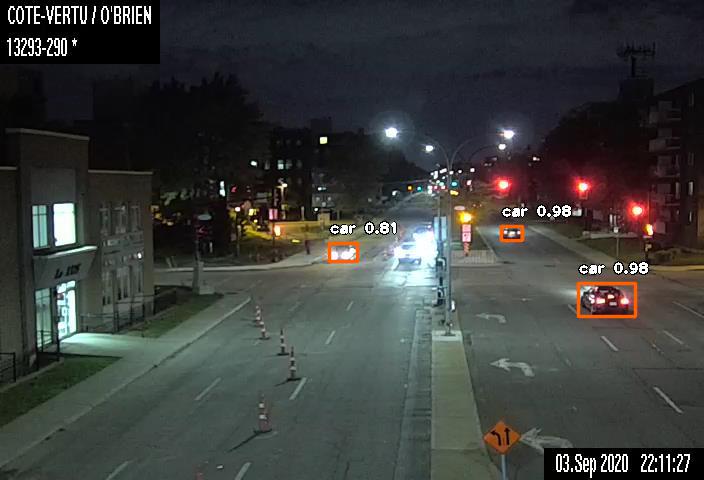 COTE-VERTU / O'BRIEN
13293-290 *
car 0.98
car 0.81
car 0.98
03.Sep 2020 22:11:27